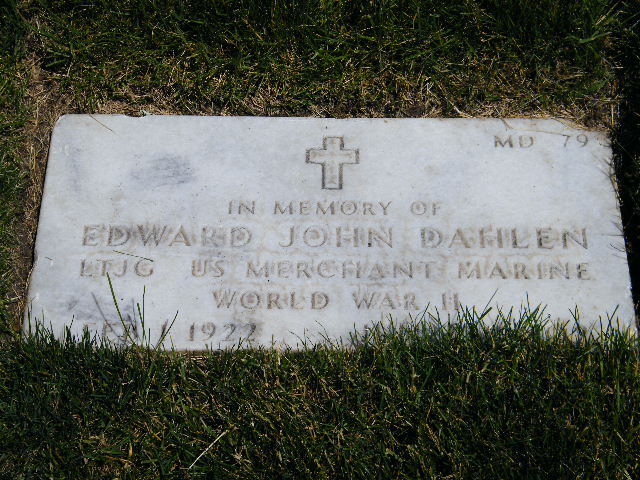 MD 79
IN MEMORY OF
EDWARD JOHN DAHLEN
LTJG US MERCHANT MARINE
WORLD WAR II
1922